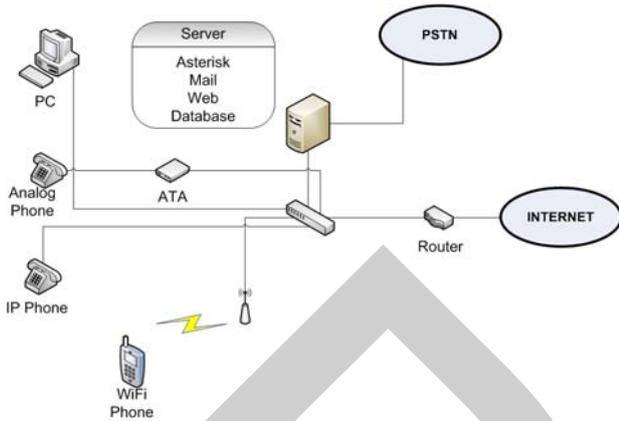 Server
Asterisk
Mail
Web
Database
PSTN
PC
Analog
Phone
ATA
Router
INTERNET
IP Phone
WiFi
Phone